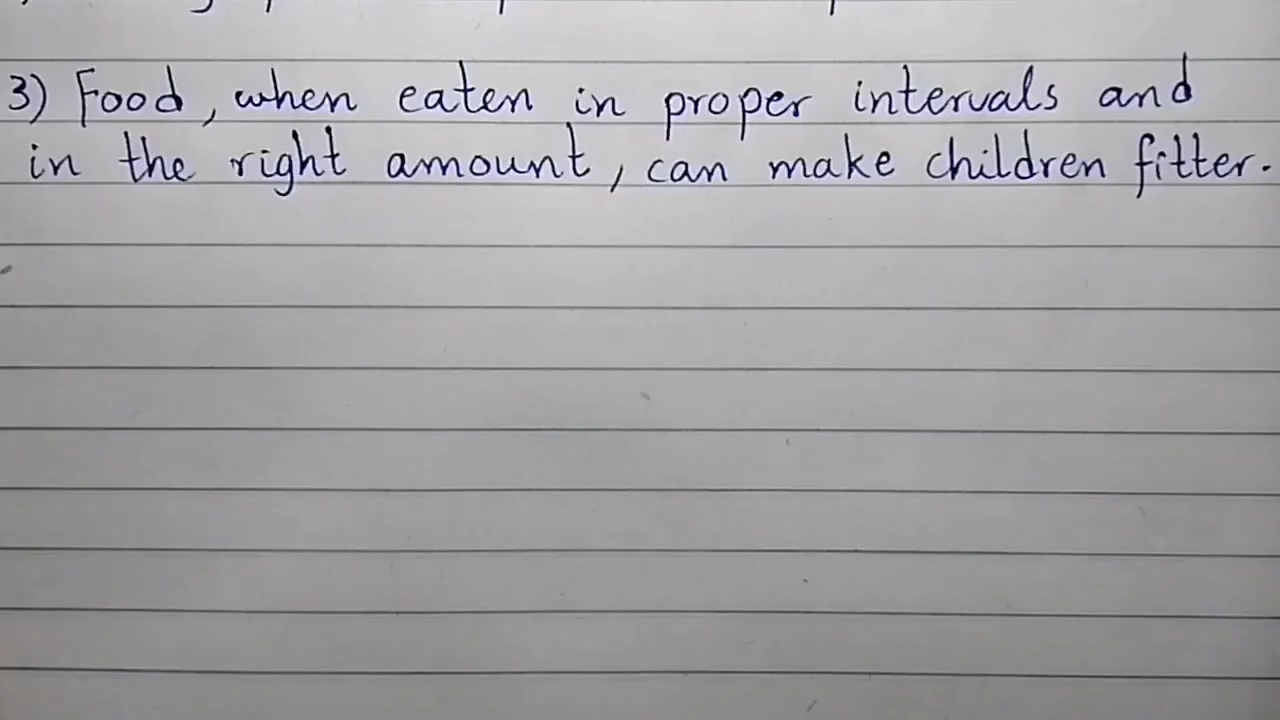 3) Food, when eaten in proper intervals and
in the right amount, can make children fitter.